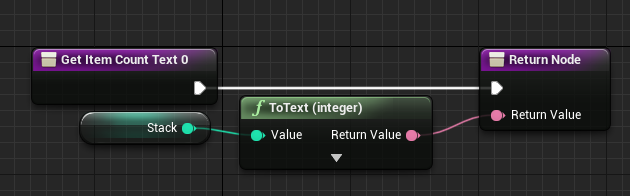 Get Item Count Text 0
Return Node
ToText (integer)
Return Value
Stack
Value
Return Value